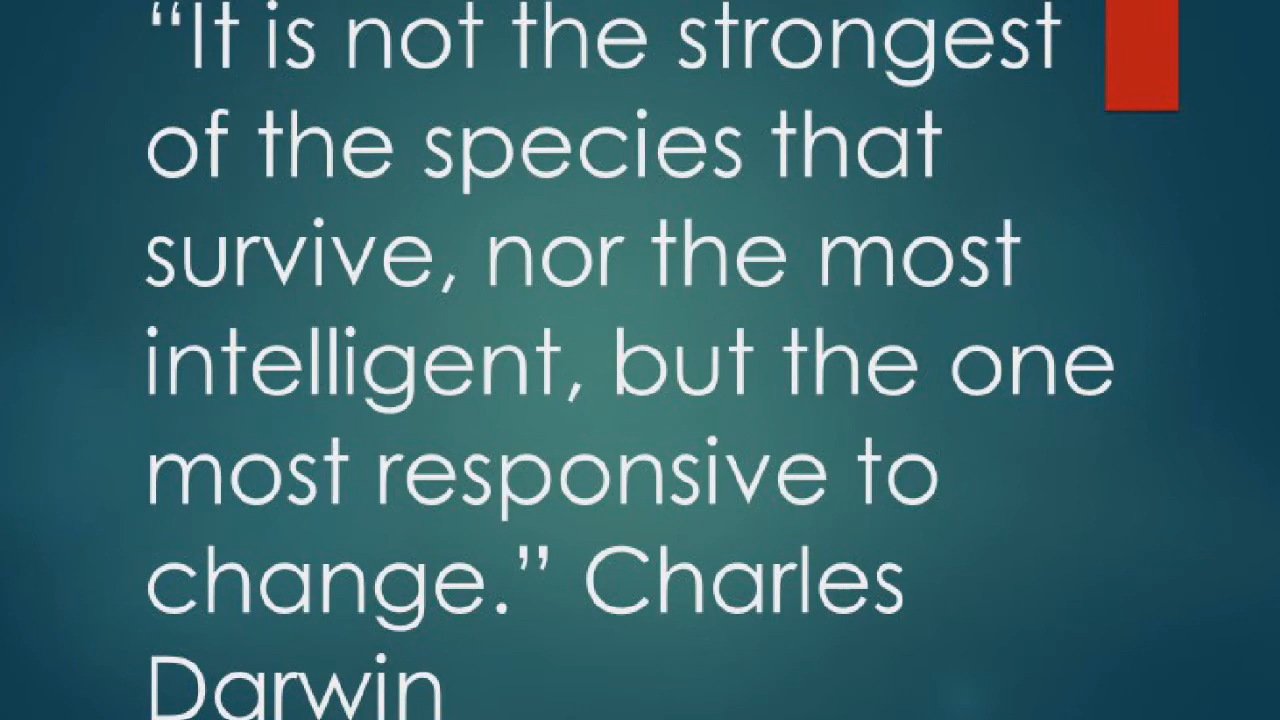 “It is not the strongest
of the species that
survive, nor the most
intelligent, but the one
most responsive to
change.” Charles
Darwin